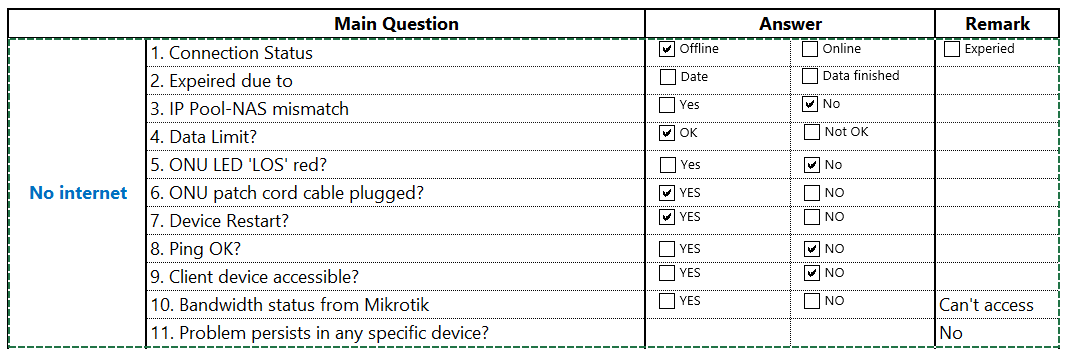 Main Question Answer Remark
1. Connection Status Offline Online Experied
2. Expeired due to Date Data finished
3. IP Pool-NAS mismatch Yes No
4. Data Limit? OK Not OK
5. ONU LED 'LOS' red? Yes No
No internet
6. ONU patch cord cable plugged? YES NO
7. Device Restart? YES NO
8. Ping OK? YES NO
9. Client device accessible? YES NO
10. Bandwidth status from Mikrotik YES NO Can't access
11. Problem persists in any specific device? No